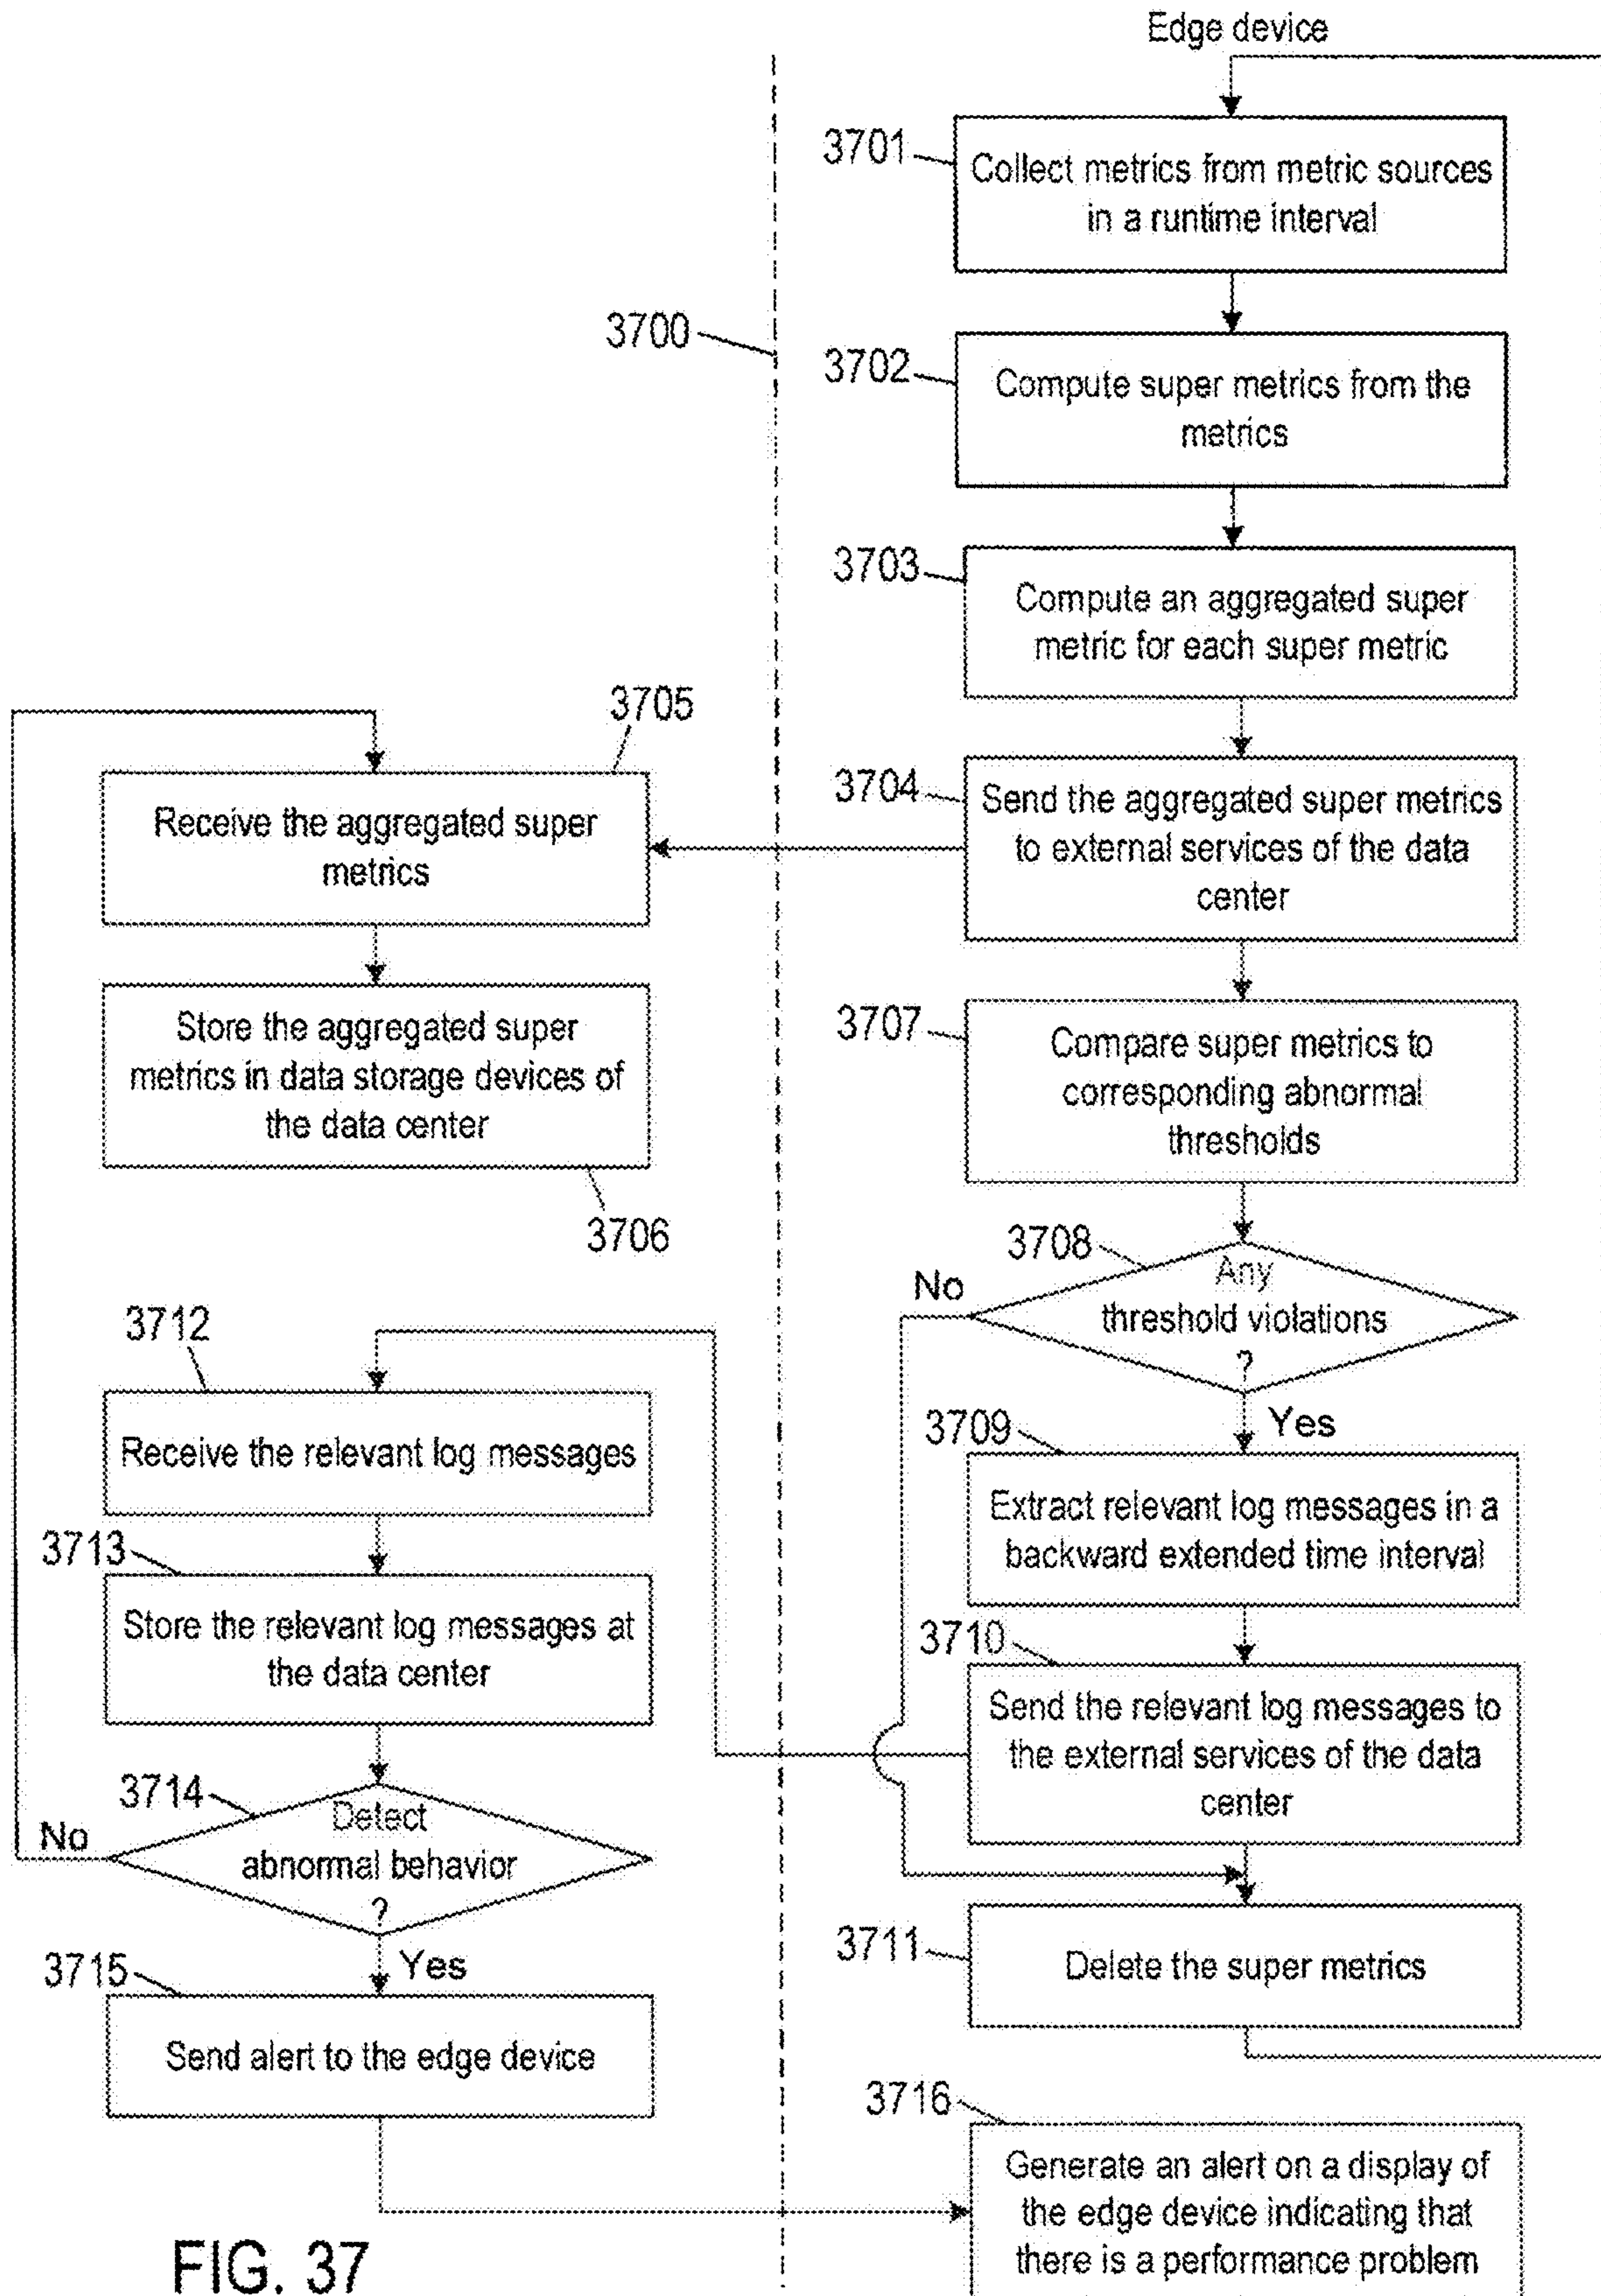 Edge device
3701
Collect metrics from metric sources
in a runtime interval
3700
3702
Compute super metrics from the
metrics
3703
Compute an aggregated super
metric for each super metric
3705
Receive the aggregated super
metrics
3704
Send the aggregated super metrics
to external services of the data
center
Store the aggregated super
metrics in data storage devices of
the data center
3706
3707
Compare super metrics to
corresponding abnormal
thresholds
3708
Any
threshold violations
?
No
Yes
3712
Receive the relevant log messages
3709
Extract relevant log messages in a
backward extended time interval
3713
Store the relevant log messages at
the data center
3710
Send the relevant log messages to
the external services of the data
center
3714
Detect
abnormal behavior
?
No
Yes
3711
Delete the super metrics
3715
Send alert to the edge device
3716
Generate an alert on a display of
the edge device indicating that
there is a performance problem
FIG. 37